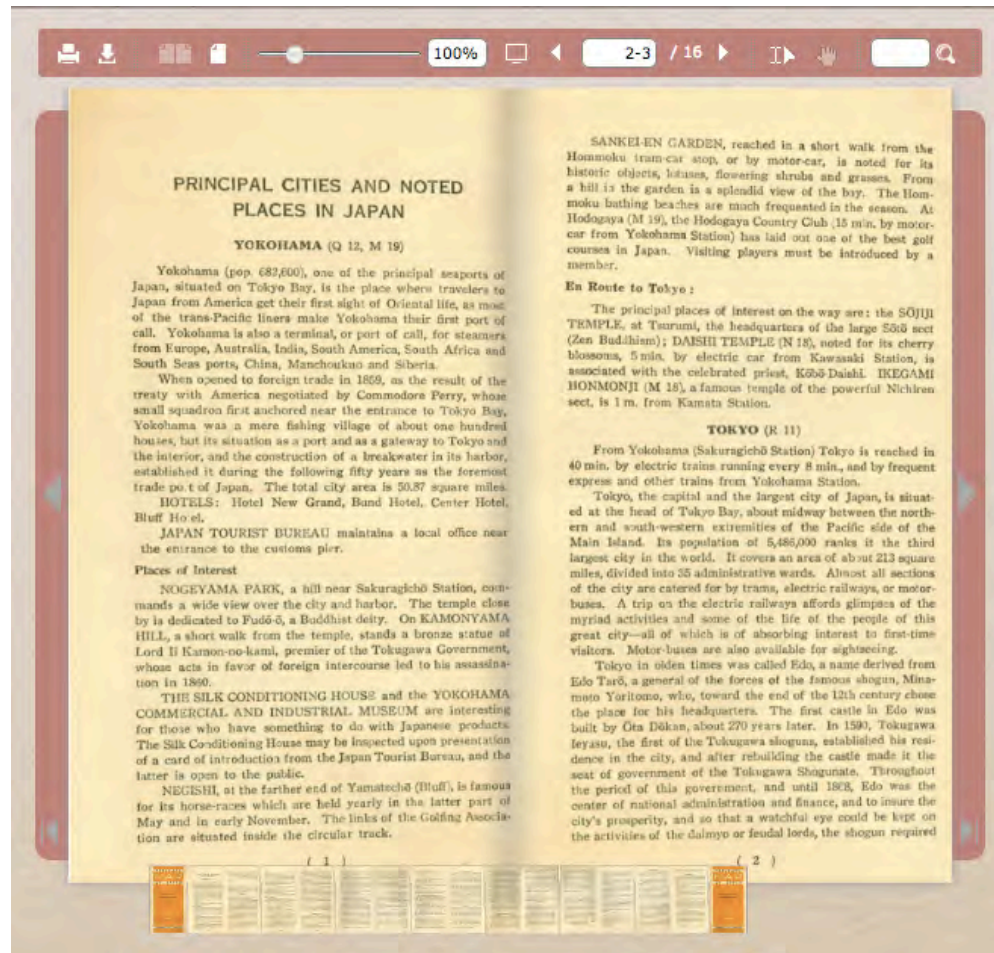 100%
2-3
/ 16
PRINCIPAL CITIES AND NOTED
PLACES IN JAPAN
YOKOHAMA (Q 12, M 19)
Yokohama (pop. 682,600), one of the principal seaports of
Japan, situated on Tokyo Bay, is the place where travelers to
Japan from America get their first sight of Oriental life, as most
of the trans-Pacific liners make Yokohama their first port of
call. Yokohama is also a terminal, or port of call, for steamers
from Europe, Australia, India, South America, South Africa and
South Seas ports, China, Manchoukuo and Siberia.
When opened to foreign trade in 1859, as the result of the
treaty with America negotiated by Commodore Perry, whose
small squadron first anchored near the entrance to Tokyo Bay,
Yokohama was a mere fishing village of about one hundred
houses, but its situation as a port and as a gateway to Tokyo and
the interior, and the construction of a breakwater in its harbor,
established it during the following fifty years as the foremost
trade port of Japan. The total city area is 50.87 square miles.
HOTELS: Hotel New Grand, Bund Hotel, Center Hotel,
Bluff Hotel.
JAPAN TOURIST BUREAU maintains a local office near
the entrance to the customs pier.
Places of Interest
NOGEYAMA PARK, a hill near Sakuragichō Station, com-
mands a wide view over the city and harbor. The temple close
by is dedicated to Fudō-ō, a Buddhist deity. On KAMONYAMA
HILL, a short walk from the temple, stands a bronze statue of
Lord Ii Kamon-no-kami, premier of the Tokugawa Government,
whose acts in favor of foreign intercourse led to his assassina-
tion in 1860.
THE SILK CONDITIONING HOUSE and the YOKOHAMA
COMMERCIAL AND INDUSTRIAL MUSEUM are interesting
for those who have something to do with Japanese products.
The Silk Conditioning House may be inspected upon presentation
of a card of introduction from the Japan Tourist Bureau, and the
latter is open to the public.
NEGISHI, at the farther end of Yamatechō (Bluff), is famous
for its horse-races which are held yearly in the latter part of
May and in early November. The links of the Golfing Associa-
tion are situated inside the circular track.
( 1 )
SANKEI-EN GARDEN, reached in a short walk from the
Hommoku tram-car stop, or by motor-car, is noted for its
historic objects, lotuses, flowering shrubs and grasses. From
a hill in the garden is a splendid view of the bay. The Hom-
moku bathing beaches are much frequented in the season. At
Hodogaya (M 19), the Hodogaya Country Club (15 min. by motor-
car from Yokohama Station) has laid out one of the best golf
courses in Japan. Visiting players must be introduced by a
member.
En Route to Tokyo:
The principal places of interest on the way are: the SŌJIJI
TEMPLE, at Tsurumi, the headquarters of the large Sōtō sect
(Zen Buddhism); DAISHI TEMPLE (N 18), noted for its cherry
blossoms, 5 min. by electric car from Kawasaki Station, is
associated with the celebrated priest, Kōbō-Daishi. IKEGAMI
HONMONJI (M 18), a famous temple of the powerful Nichiren
sect, is 1 m. from Kamata Station.
TOKYO (R 11)
From Yokohama (Sakuragichō Station) Tokyo is reached in
40 min. by electric trains running every 8 min., and by frequent
express and other trains from Yokohama Station.
Tokyo, the capital and the largest city of Japan, is situat-
ed at the head of Tokyo Bay, about midway between the north-
ern and south-western extremities of the Pacific side of the
Main Island. Its population of 5,486,000 ranks it the third
largest city in the world. It covers an area of about 213 square
miles, divided into 35 administrative wards. Almost all sections
of the city are catered for by trams, electric railways, or motor-
buses. A trip on the electric railways affords glimpses of the
myriad activities and some of the life of the people of this
great city—all of which is of absorbing interest to first-time
visitors. Motor-buses are also available for sightseeing.
Tokyo in olden times was called Edo, a name derived from
Edo Tarō, a general of the forces of the famous shogun, Mina-
moto Yoritomo, who, toward the end of the 12th century chose
the place for his headquarters. The first castle in Edo was
built by Ōta Dōkan, about 270 years later. In 1590, Tokugawa
Ieyasu, the first of the Tokugawa shoguns, established his resi-
dence in the city, and after rebuilding the castle made it the
seat of government of the Tokugawa Shogunate. Throughout
the period of this government, and until 1868, Edo was the
center of national administration and finance, and to insure the
city's prosperity, and so that a watchful eye could be kept on
the activities of the daimyo or feudal lords, the shogun required
( 2 )